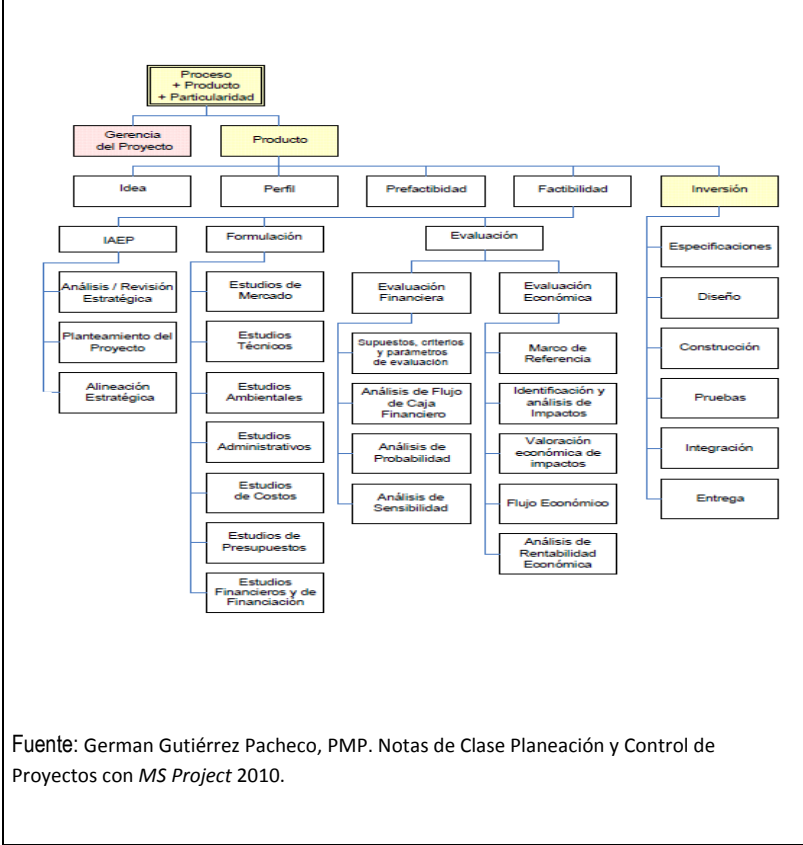 Proceso
+ Producto
+ Particularidad
Gerencia
del Proyecto
Producto
Idea
Perfil
Prefactibidad
Factibilidad
Inversión
IAEP
Formulación
Evaluación
Análisis / Revisión
Estratégica
Planteamiento del
Proyecto
Alineación
Estratégica
Estudios de
Mercado
Estudios
Técnicos
Estudios
Ambientales
Estudios
Administrativos
Estudios
de Costos
Estudios de
Presupuestos
Estudios
Financieros y de
Financiación
Evaluación
Financiera
Supuestos, criterios
y parámetros
de evaluación
Análisis de Flujo
de Caja
Financiero
Análisis de
Probabilidad
Análisis de
Sensibilidad
Evaluación
Económica
Marco de
Referencia
Identificación y
análisis de
Impactos
Valoración
económica de
impactos
Flujo Económico
Análisis de
Rentabilidad
Económica
Especificaciones
Diseño
Construcción
Pruebas
Integración
Entrega
Fuente: German Gutiérrez Pacheco, PMP. Notas de Clase Planeación y Control de
Proyectos con MS Project 2010.